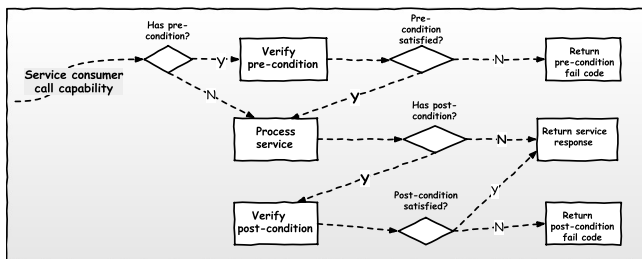 Has pre-
condition?
Pre-
condition
satisfied?
Service consumer
call capability
y
Verify
pre-condition
N
Return
pre-condition
fail code
N
y
Process
service
Has post-
condition?
N
Return service
response
y
Verify
post-condition
Post-condition
satisfied?
y
N
Return
post-condition
fail code